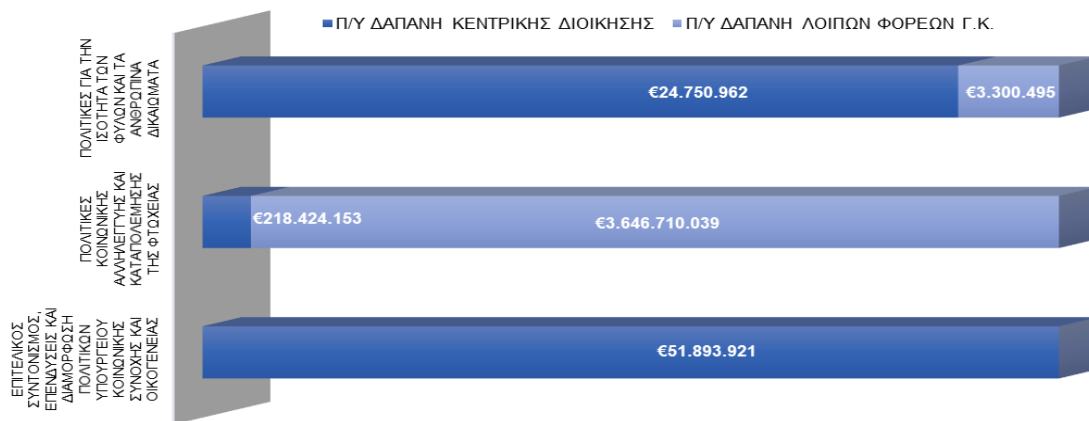 Π/Υ ΔΑΠΑΝΗ ΚΕΝΤΡΙΚΗΣ ΔΙΟΙΚΗΣΗΣ Π/Υ ΔΑΠΑΝΗ ΛΟΙΠΩΝ ΦΟΡΕΩΝ Γ.Κ.
ΠΟΛΙΤΙΚΕΣ ΓΙΑ ΤΗΝ
ΙΣΟΤΗΤΑ ΤΩΝ
ΦΥΛΩΝ ΚΑΙ ΤΑ
ΑΝΘΡΩΠΙΝΑ
ΔΙΚΑΙΩΜΑΤΑ
€24.750.962 €3.300.495
ΠΟΛΙΤΙΚΕΣ
ΚΟΙΝΩΝΙΚΗΣ
ΑΛΛΗΛΕΓΓΥΗΣ ΚΑΙ
ΚΑΤΑΠΟΛΕΜΗΣΗΣ
ΤΗΣ ΦΤΩΧΕΙΑΣ
€218.424.153 €3.646.710.039
ΕΠΙΤΕΛΙΚΟΣ
ΣΥΝΤΟΝΙΣΜΟΣ,
ΕΠΕΝΔΥΣΕΙΣ ΚΑΙ
ΔΙΑΜΟΡΦΩΣΗ
ΠΟΛΙΤΙΚΩΝ
ΥΠΟΥΡΓΕΙΟΥ
ΚΟΙΝΩΝΙΚΗΣ
ΣΥΝΟΧΗΣ ΚΑΙ
ΟΙΚΟΓΕΝΕΙΑΣ
€51.893.921